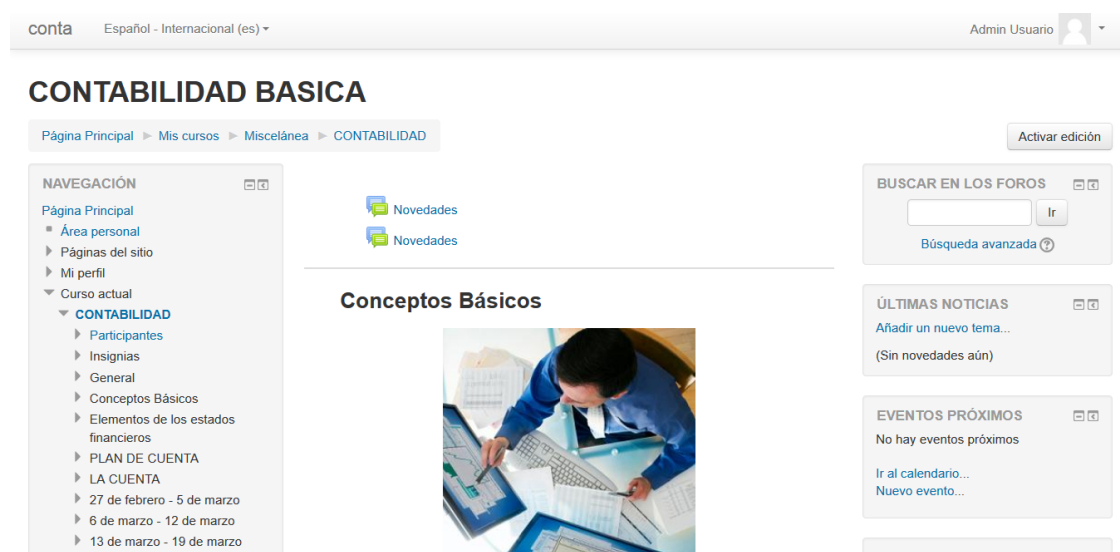 conta
Español - Internacional (es)
Admin Usuario
CONTABILIDAD BASICA
Página Principal
Mis cursos
Miscelánea
CONTABILIDAD
Activar edición
NAVEGACIÓN
Página Principal
Área personal
Páginas del sitio
Mi perfil
Curso actual
CONTABILIDAD
Participantes
Insignias
General
Conceptos Básicos
Elementos de los estados
financieros
PLAN DE CUENTA
LA CUENTA
27 de febrero - 5 de marzo
6 de marzo - 12 de marzo
13 de marzo - 19 de marzo
Novedades
Novedades
Conceptos Básicos
BUSCAR EN LOS FOROS
Ir
Búsqueda avanzada ?
ÚLTIMAS NOTICIAS
Añadir un nuevo tema...
(Sin novedades aún)
EVENTOS PRÓXIMOS
No hay eventos próximos
Ir al calendario...
Nuevo evento...